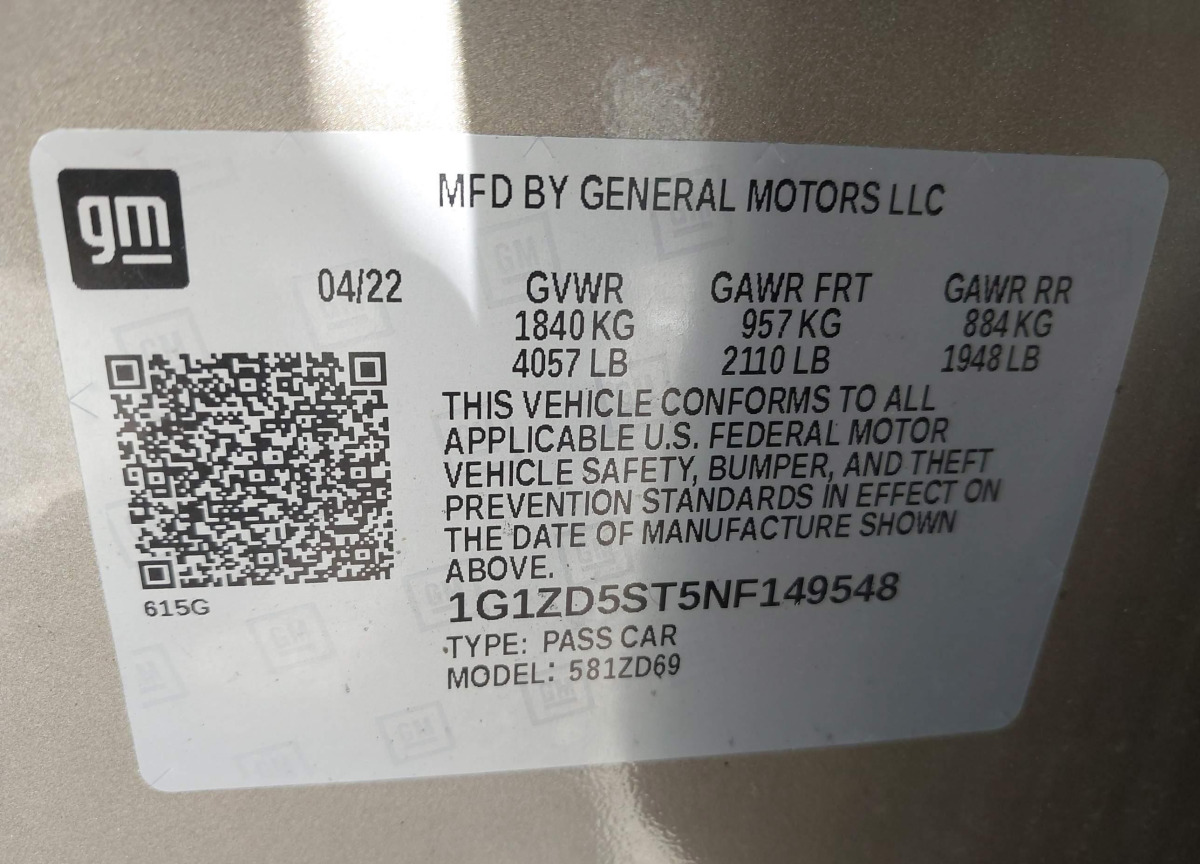 gm
MFD BY GENERAL MOTORS LLC
04/22 GVWR GAWR FRT GAWR RR
1840 KG 957 KG 884 KG
4057 LB 2110 LB 1948 LB
THIS VEHICLE CONFORMS TO ALL
APPLICABLE U.S. FEDERAL MOTOR
VEHICLE SAFETY, BUMPER, AND THEFT
PREVENTION STANDARDS IN EFFECT ON
THE DATE OF MANUFACTURE SHOWN
ABOVE.
615G
1G1ZD5ST5NF149548
TYPE: PASS CAR
MODEL: 581ZD69